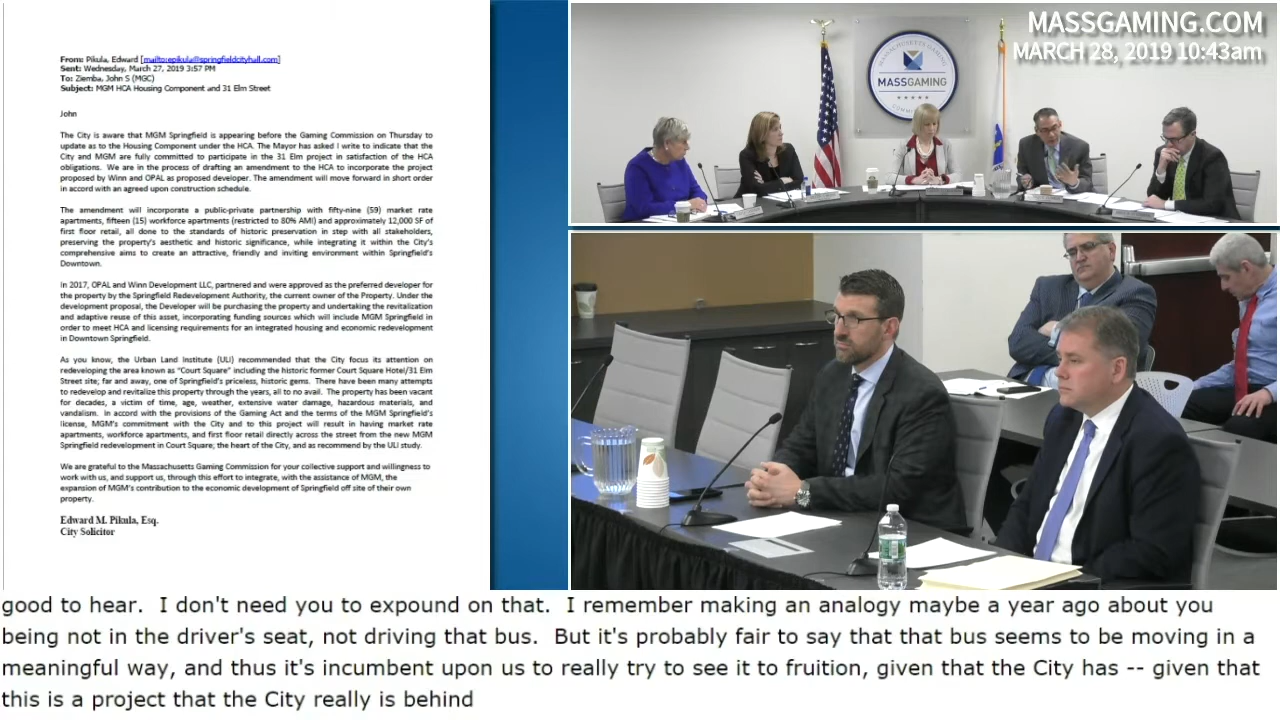 From: Pikula, Edward [mailto:epikula@springfieldcityhall.com]
Sent: Wednesday, March 27, 2019 3:57 PM
To: Ziemba, John S (MGC)
Subject: MGM HCA Housing Component and 31 Elm Street
John
The City is aware that MGM Springfield is appearing before the Gaming Commission on Thursday to
update as to the Housing Component under the HCA. The Mayor has asked I write to indicate that the
City and MGM are fully committed to participate in the 31 Elm project in satisfaction of the HCA
obligations. We are in the process of drafting an amendment to the HCA to incorporate the project
proposed by Winn and OPAL as proposed developer. The amendment will move forward in short order
in accord with an agreed upon construction schedule.
The amendment will incorporate a public-private partnership with fifty-nine (59) market rate
apartments, fifteen (15) workforce apartments (restricted to 80% AMI) and approximately 12,000 SF of
first floor retail, all done to the standards of historic preservation in step with all stakeholders,
preserving the property's aesthetic and historic significance, while integrating it within the City's
comprehensive aims to create an attractive, friendly and inviting environment within Springfield's
Downtown.
In 2017, OPAL and Winn Development LLC, partnered and were approved as the preferred developer for
the property by the Springfield Redevelopment Authority, the current owner of the Property. Under the
development proposal, the Developer will be purchasing the property and undertaking the revitalization
and adaptive reuse of this asset, incorporating funding sources which will include MGM Springfield in
order to meet HCA and licensing requirements for an integrated housing and economic redevelopment
in Downtown Springfield.
As you know, the Urban Land Institute (ULI) recommended that the City focus its attention on
redeveloping the area known as "Court Square" including the historic former Court Square Hotel/31 Elm
Street site; far and away, one of Springfield's priceless, historic gems. There have been many attempts
to redevelop and revitalize this property through the years, all to no avail. The property has been vacant
for decades, a victim of time, age, weather, extensive water damage, hazardous materials, and
vandalism. In accord with the provisions of the Gaming Act and the terms of the MGM Springfield's
license, MGM's commitment with the City and to this project will result in having market rate
apartments, workforce apartments, and first floor retail directly across the street from the new MGM
Springfield redevelopment in Court Square; the heart of the City, and as recommend by the ULI study.
We are grateful to the Massachusetts Gaming Commission for your collective support and willingness to
work with us, and support us, through this effort to integrate, with the assistance of MGM, the
expansion of MGM's contribution to the economic development of Springfield off site of their own
property.
Edward M. Pikula, Esq.
City Solicitor
MASSGAMING.COM
MARCH 28, 2019 10:43am
MASSGAMING
good to hear.  I don't need you to expound on that.  I remember making an analogy maybe a year ago about you
being not in the driver's seat, not driving that bus.  But it's probably fair to say that that bus seems to be moving in a
meaningful way, and thus it's incumbent upon us to really try to see it to fruition, given that the City has -- given that
this is a project that the City really is behind